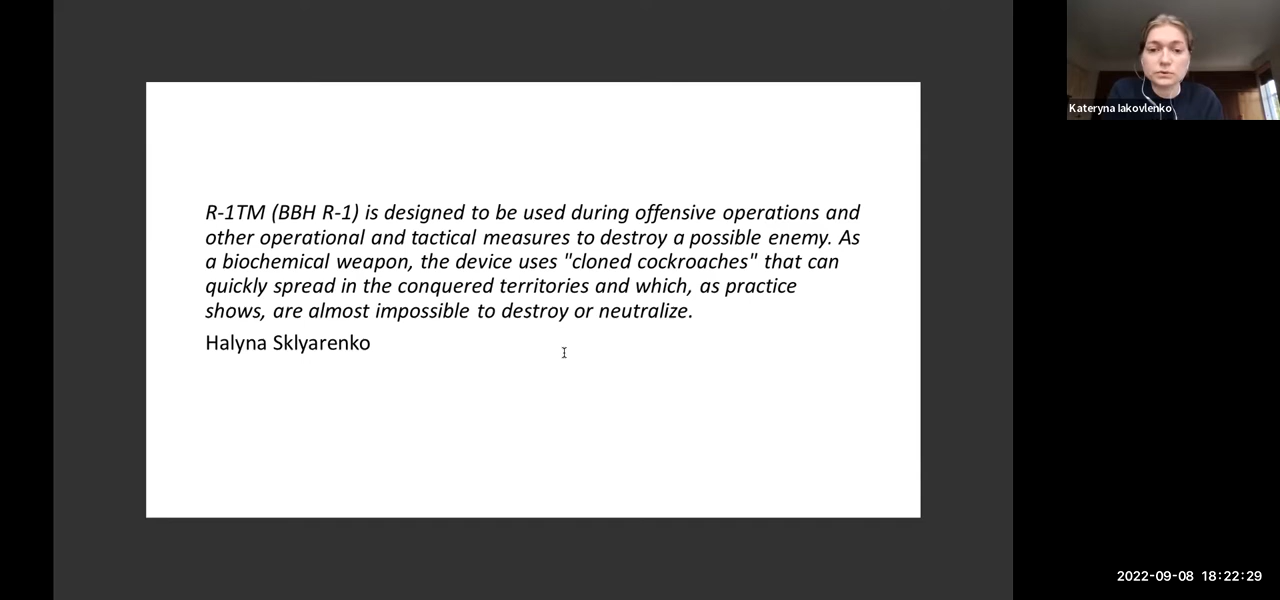 R-1TM (BBH R-1) is designed to be used during offensive operations and
other operational and tactical measures to destroy a possible enemy. As
a biochemical weapon, the device uses "cloned cockroaches" that can
quickly spread in the conquered territories and which, as practice
shows, are almost impossible to destroy or neutralize.
Halyna Sklyarenko
Kateryna Iakovlenko
2022-09-08 18:22:29